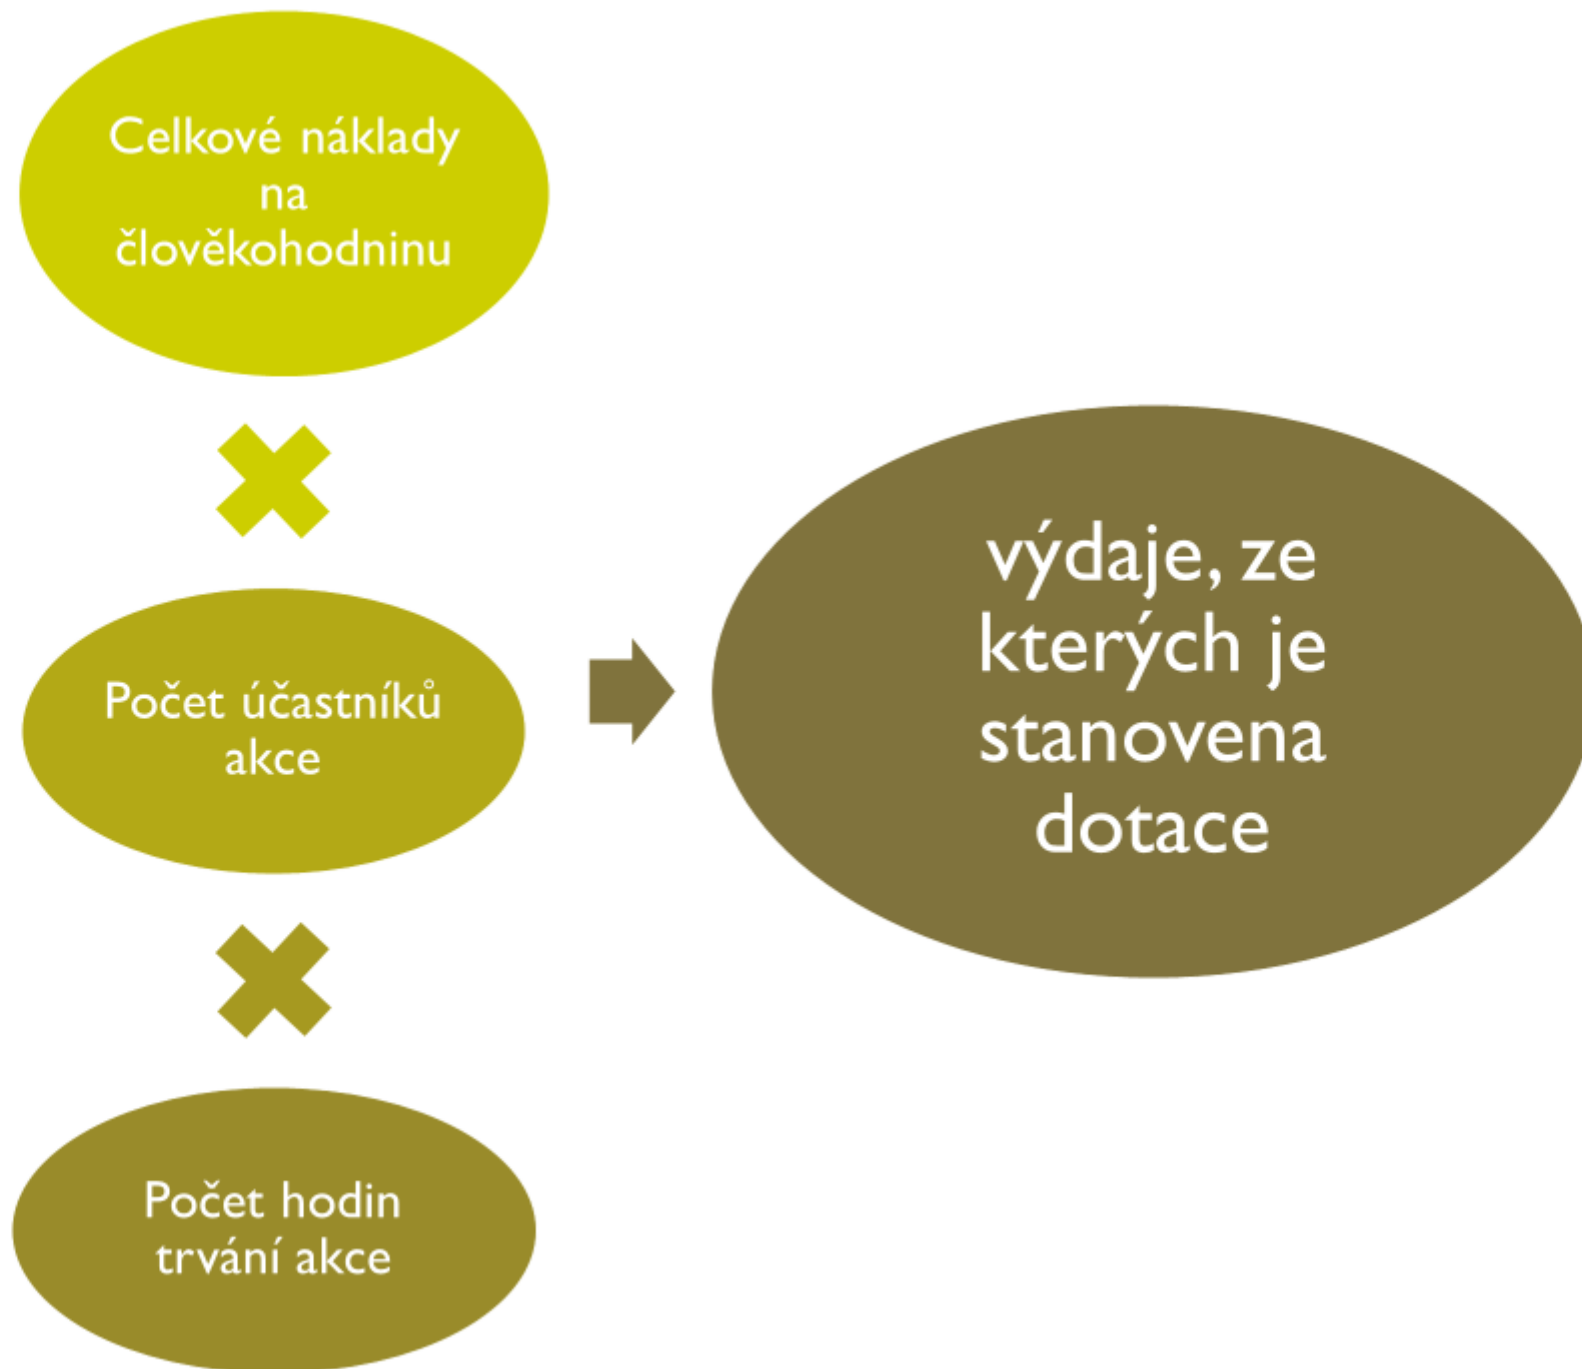 Celkové náklady
na
člověkohodninu
Počet účastníků
akce
Počet hodin
trvání akce
výdaje, ze
kterých je
stanovena
dotace